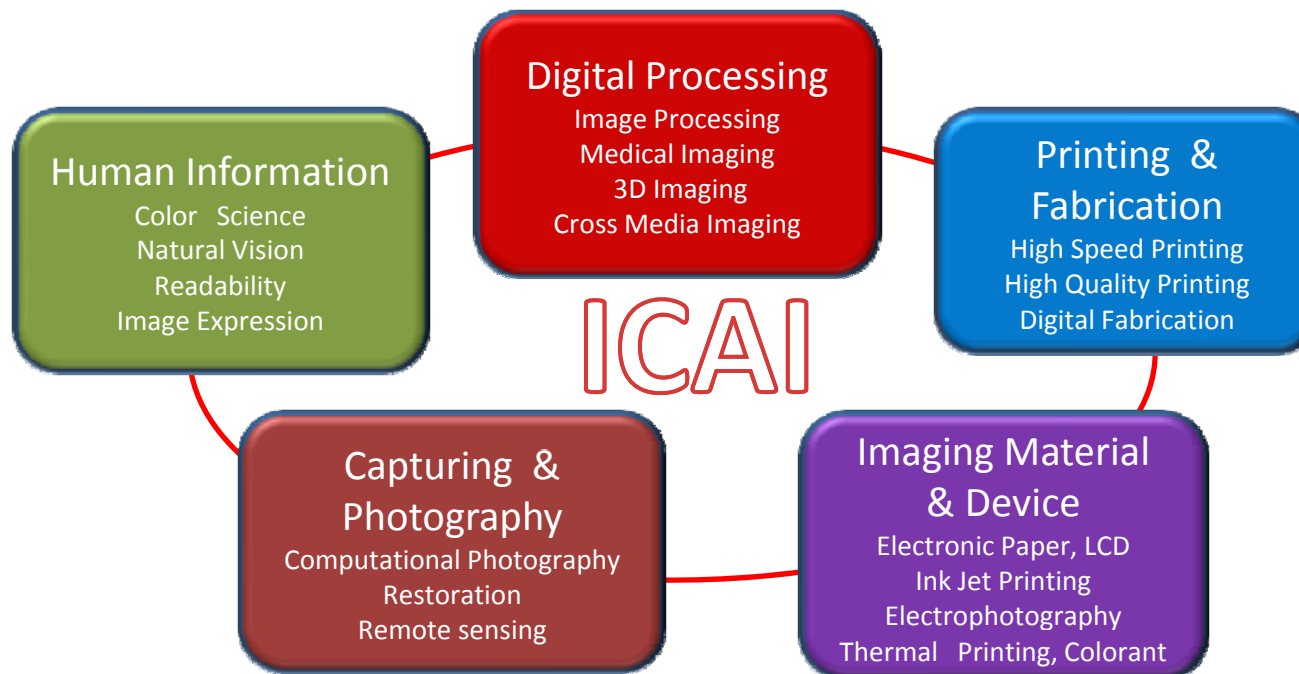 Digital Processing
Image Processing
Medical Imaging
3D Imaging
Cross Media Imaging
Human Information
Color Science
Natural Vision
Readability
Image Expression
Printing & 
Fabrication
High Speed Printing
High Quality Printing
Digital Fabrication
ICAI
Capturing &
Photography
Computational Photography
Restoration
Remote sensing
Imaging Material
& Device
Electronic Paper, LCD
Ink Jet Printing
Electrophotography
Thermal Printing, Colorant